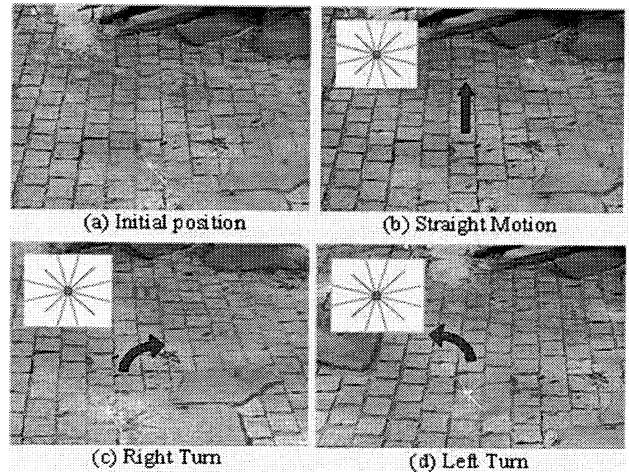 (a) Initial position
(b) Straight Motion
(c) Right Turn
(d) Left Turn